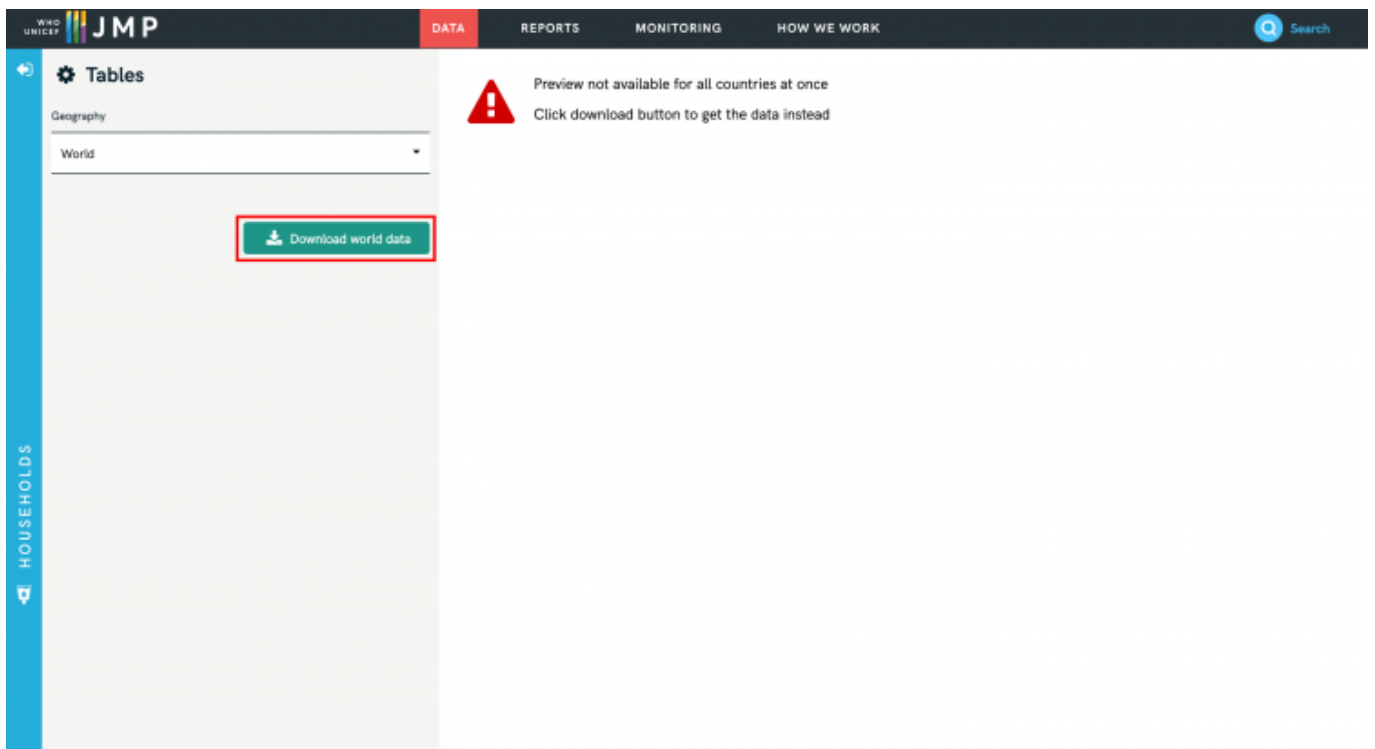 WHO
UNICEF
JMP
DATA
REPORTS
MONITORING
HOW WE WORK
Search
Tables
Geography
World
Download world data
Preview not available for all countries at once
Click download button to get the data instead
HOUSEHOLDS